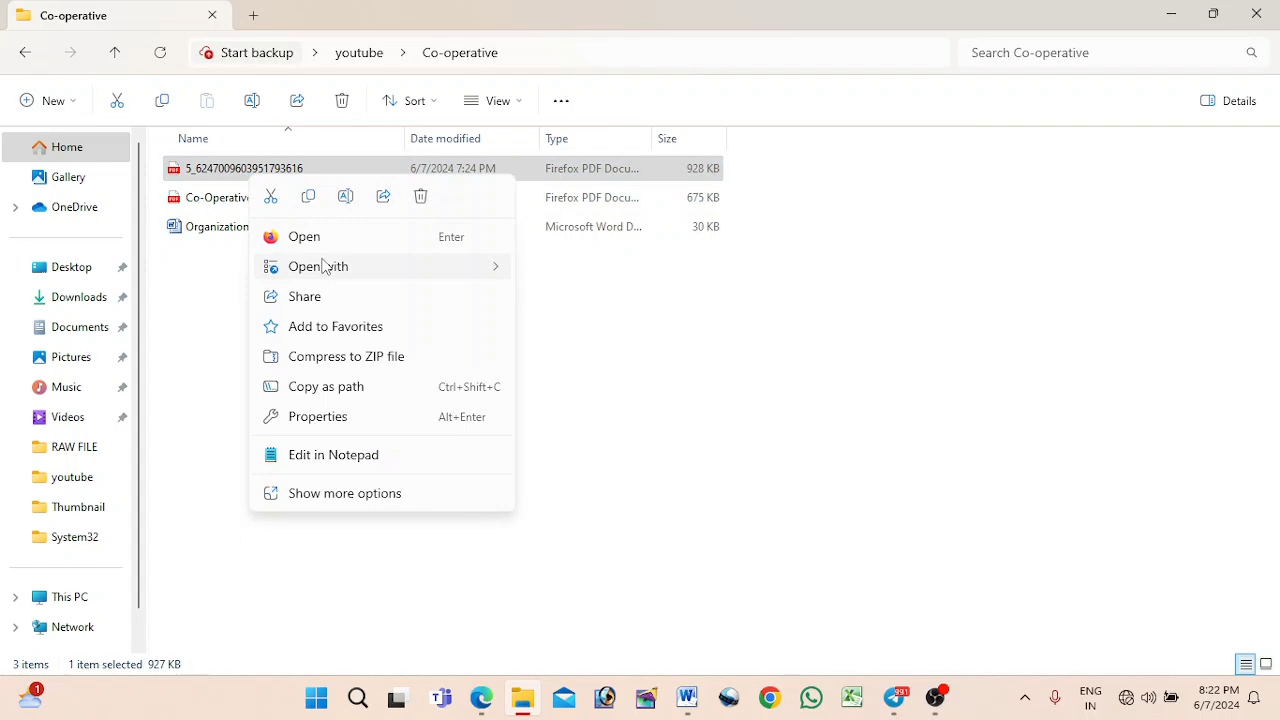 Co-operative
Start backup
youtube
Co-operative
Search Co-operative
New
Sort
View
Details
Name
Date modified
Type
Size
Home
Gallery
OneDrive
Desktop
Downloads
Documents
Pictures
Music
Videos
RAW FILE
youtube
Thumbnail
System32
This PC
Network
5_6247009603951793616
6/7/2024 7:24 PM
Firefox PDF Docu...
928 KB
Co-Operative
Firefox PDF Docu...
675 KB
Organization
Microsoft Word D...
30 KB
Open
Enter
Open with
Share
Add to Favorites
Compress to ZIP file
Copy as path
Ctrl+Shift+C
Properties
Alt+Enter
Edit in Notepad
Show more options
3 items
1 item selected 927 KB
1
991
ENG
IN
8:22 PM
6/7/2024